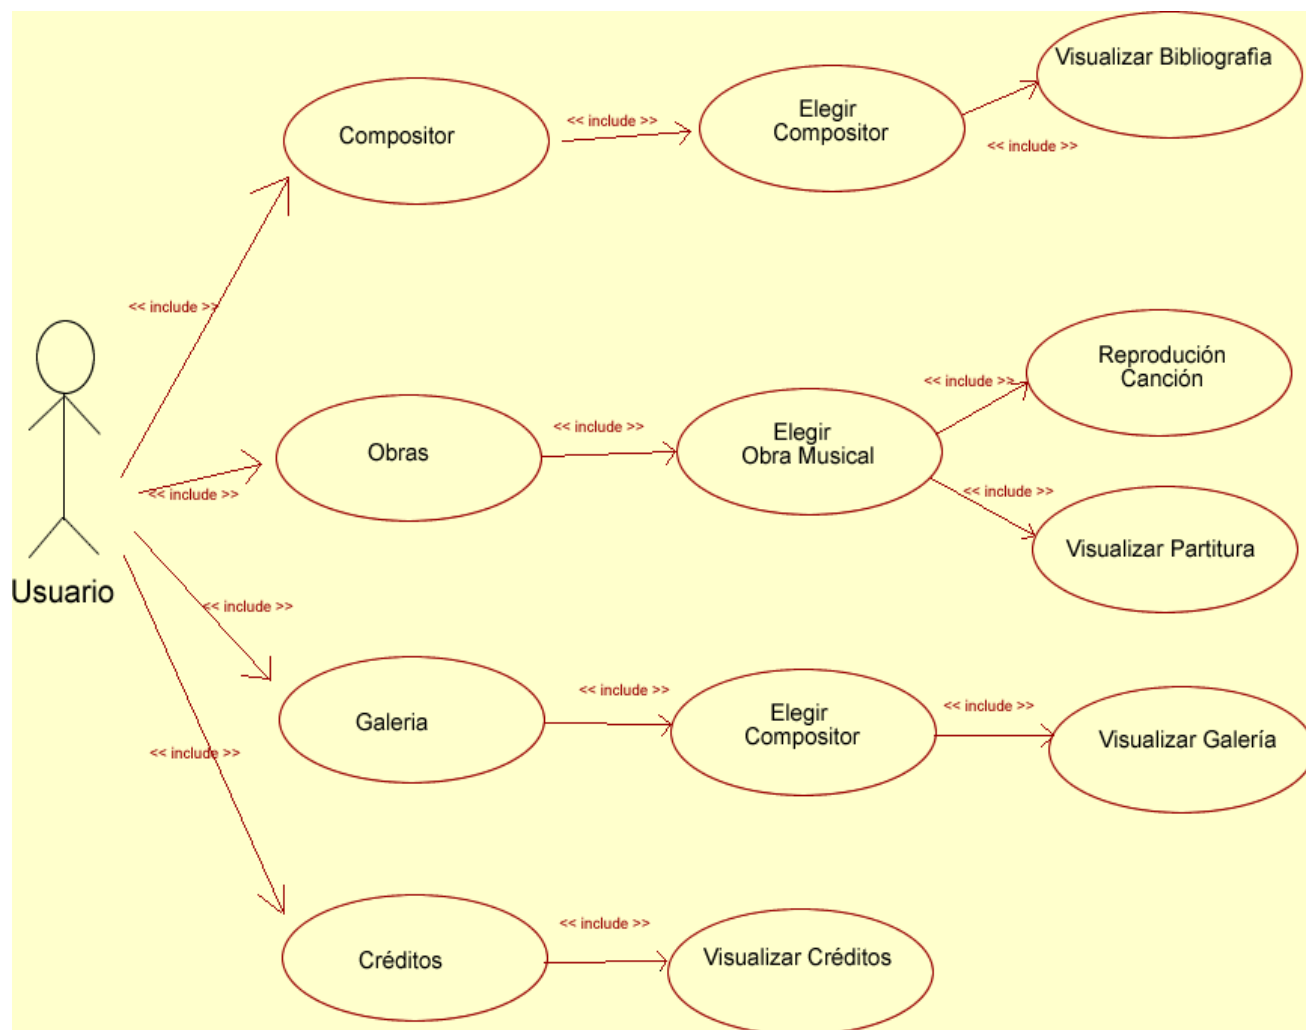 Visualizar Bibliografia
Elegir
Compositor
Compositor
<< include >>
<< include >>
<< include >>
Reprodución
Canción
<< include >>
Obras
<< include >>
Elegir
Obra Musical
<< include >>
<< include >>
Visualizar Partitura
Usuario
<< include >>
Galeria
<< include >>
Elegir
Compositor
<< include >>
Visualizar Galería
<< include >>
Créditos
<< include >>
Visualizar Créditos